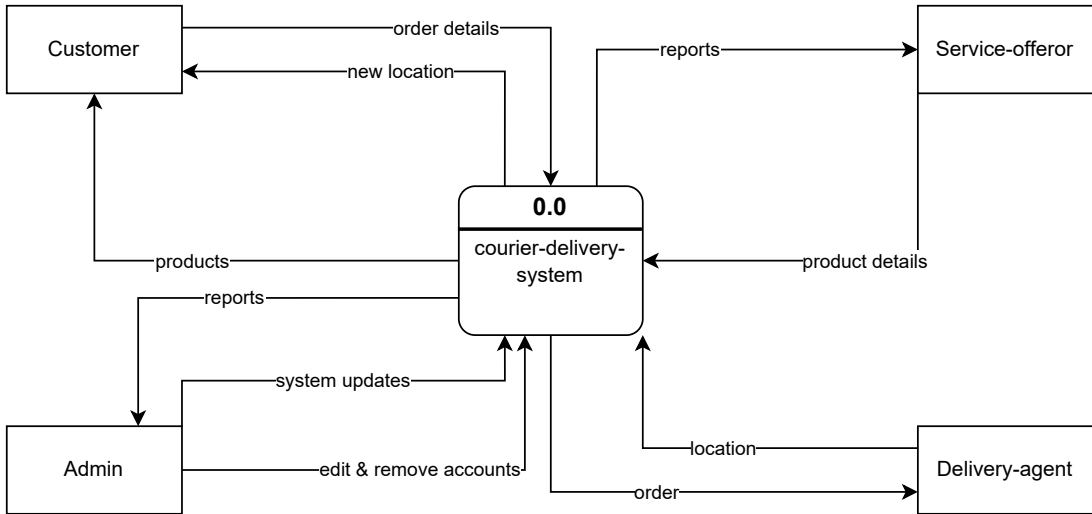 Customer
order details
reports
Service-offeror
new location
0.0
courier-delivery-
system
products
product details
reports
system updates
location
Admin
edit & remove accounts
Delivery-agent
order